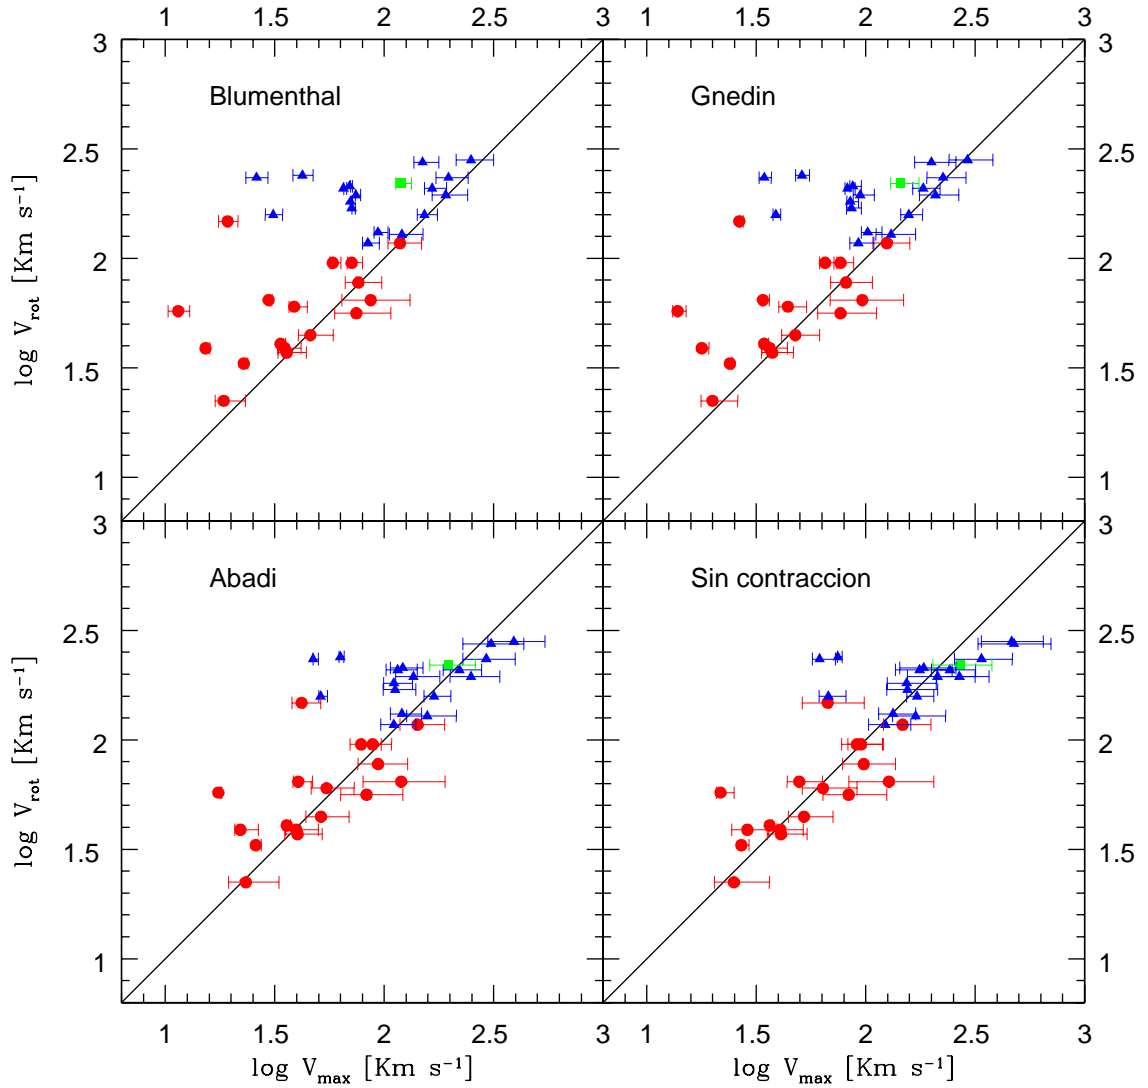 1 1.5 2 2.5 3 1 1.5 2 2.5 3
3 3
Blumenthal Gnedin
2.5 2.5
log V_rot [Km s⁻¹]
2 2
1.5 1.5
1 1
3 3
Abadi Sin contraccion
2.5 2.5
log V_rot [Km s⁻¹]
2 2
1.5 1.5
1 1
1 1.5 2 2.5 3 1 1.5 2 2.5 3
log V_max [Km s⁻¹] log V_max [Km s⁻¹]